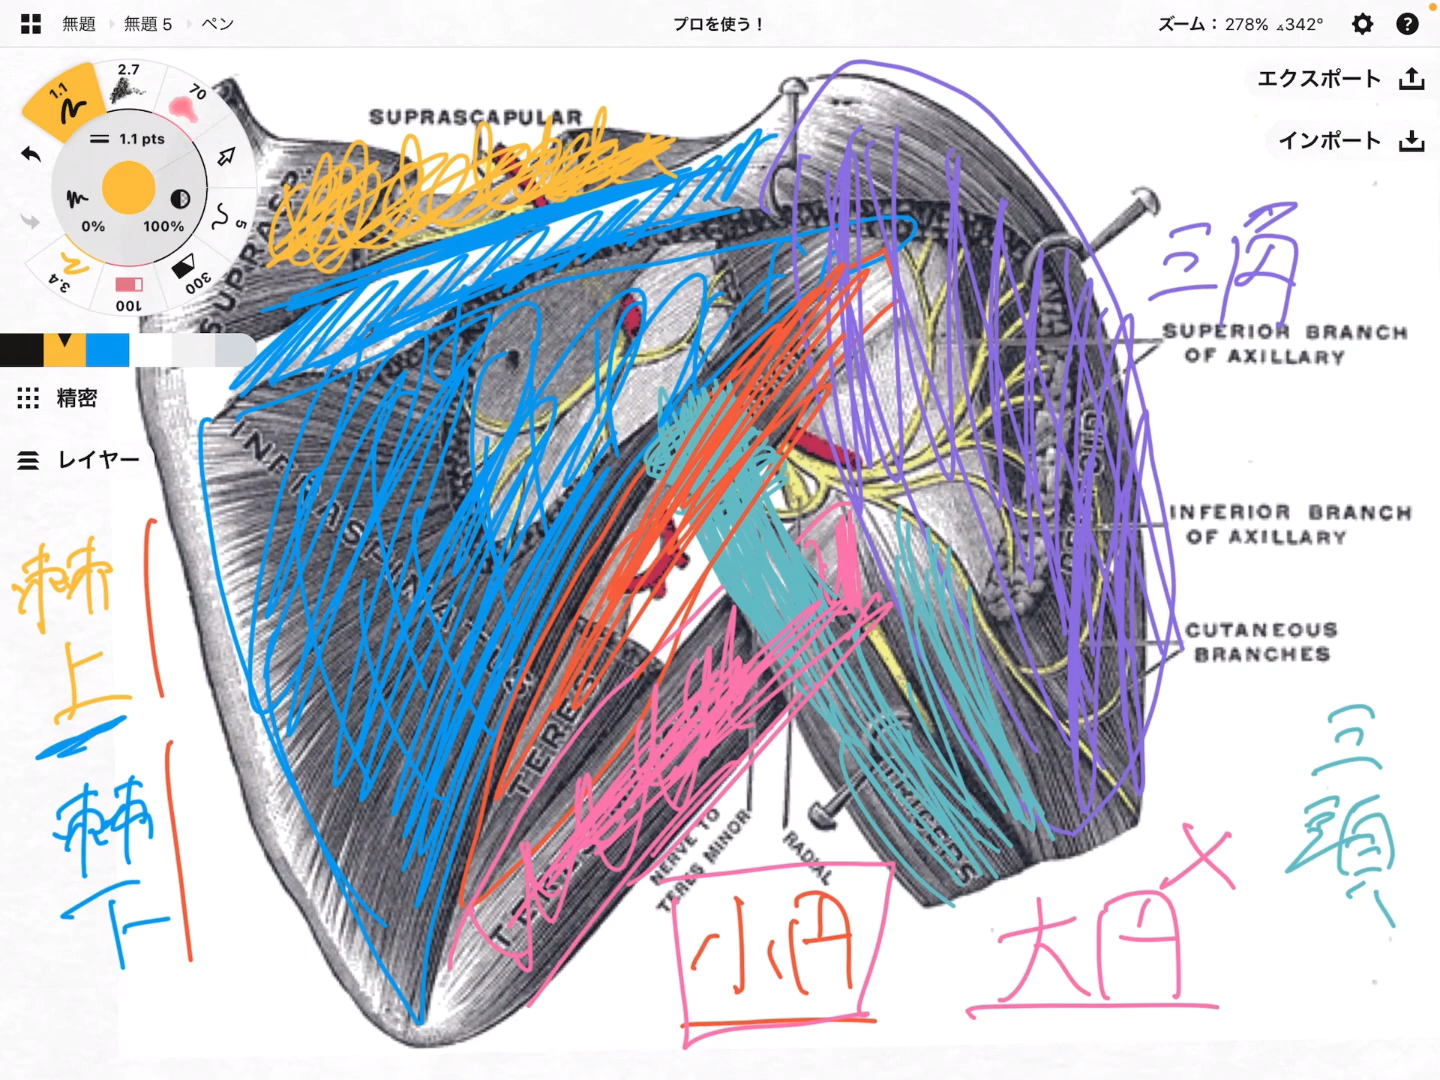 無題 無題 5 ペン
プロを使う！
ズーム： 278% ⊿342°
エクスポート
インポート
1.1
2.7
70
1.1 pts
0%
100%
5
300
100
3.4
精密
レイヤー
SUPRASCAPULAR
三角
SUPERIOR BRANCH
OF AXILLARY
INFERIOR BRANCH
OF AXILLARY
CUTANEOUS
BRANCHES
INFRASPINATUS
TERES
TRICEPS
NERVE TO
TERES MINOR
RADIAL
棘
上
棘
下
小円
大円
三
頭